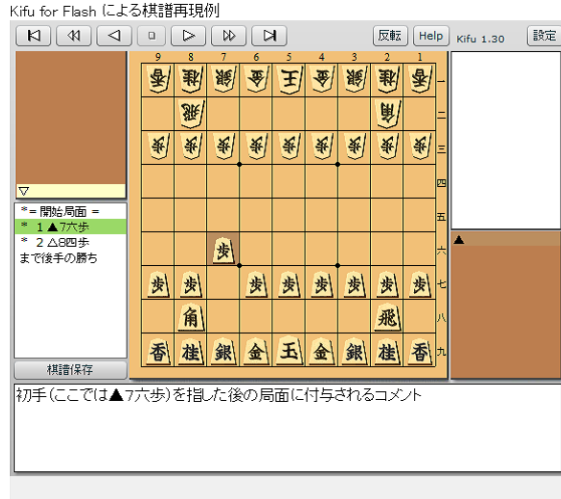 Kifu for Flash による棋譜再現例
反転 Help Kifu 1.30 設定
9 8 7 6 5 4 3 2 1
香 桂 銀 金 王 金 銀 桂 香 一
飛 角 二
歩 歩 歩 歩 歩 歩 歩 歩 歩 三
四
▽
*= 開始局面 =
五
* 1 ▲7六歩
* 2 △8四歩
歩 六
▲
まで後手の勝ち
歩 歩 歩 歩 歩 歩 歩 歩 七
角 飛 八
香 桂 銀 金 玉 金 銀 桂 香 九
棋譜保存
初手(ここでは▲7六歩)を指した後の局面に付与されるコメント